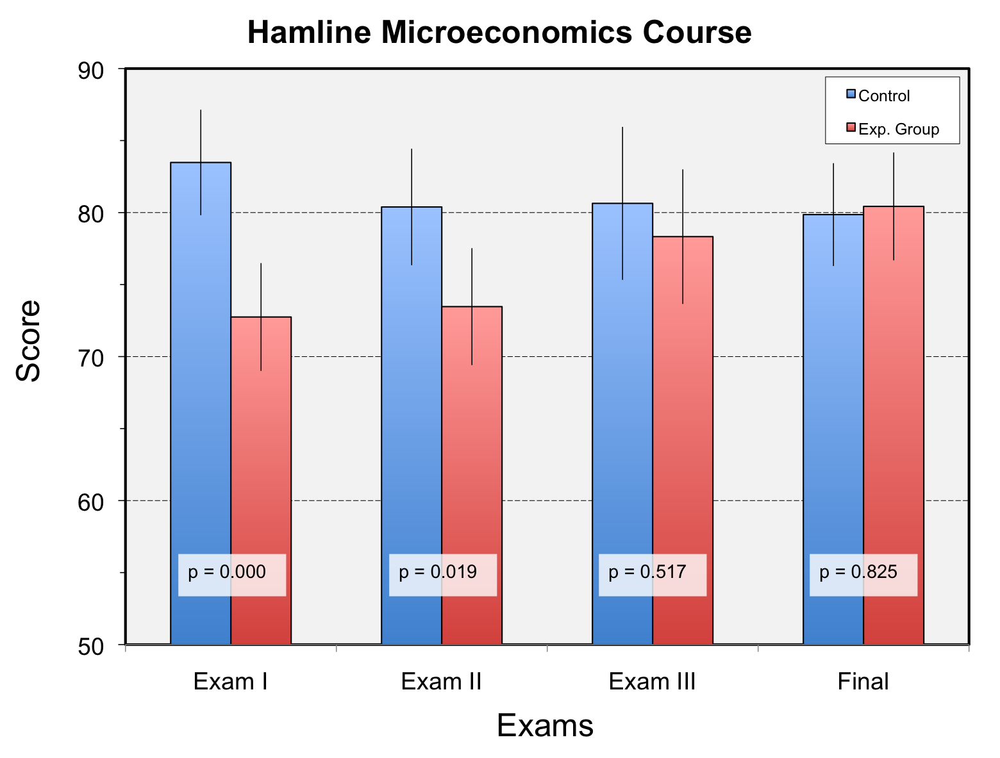 Hamline Microeconomics Course
90
80
70
60
50
Score
Control
Exp. Group
p = 0.000
p = 0.019
p = 0.517
p = 0.825
Exam I
Exam II
Exam III
Final
Exams